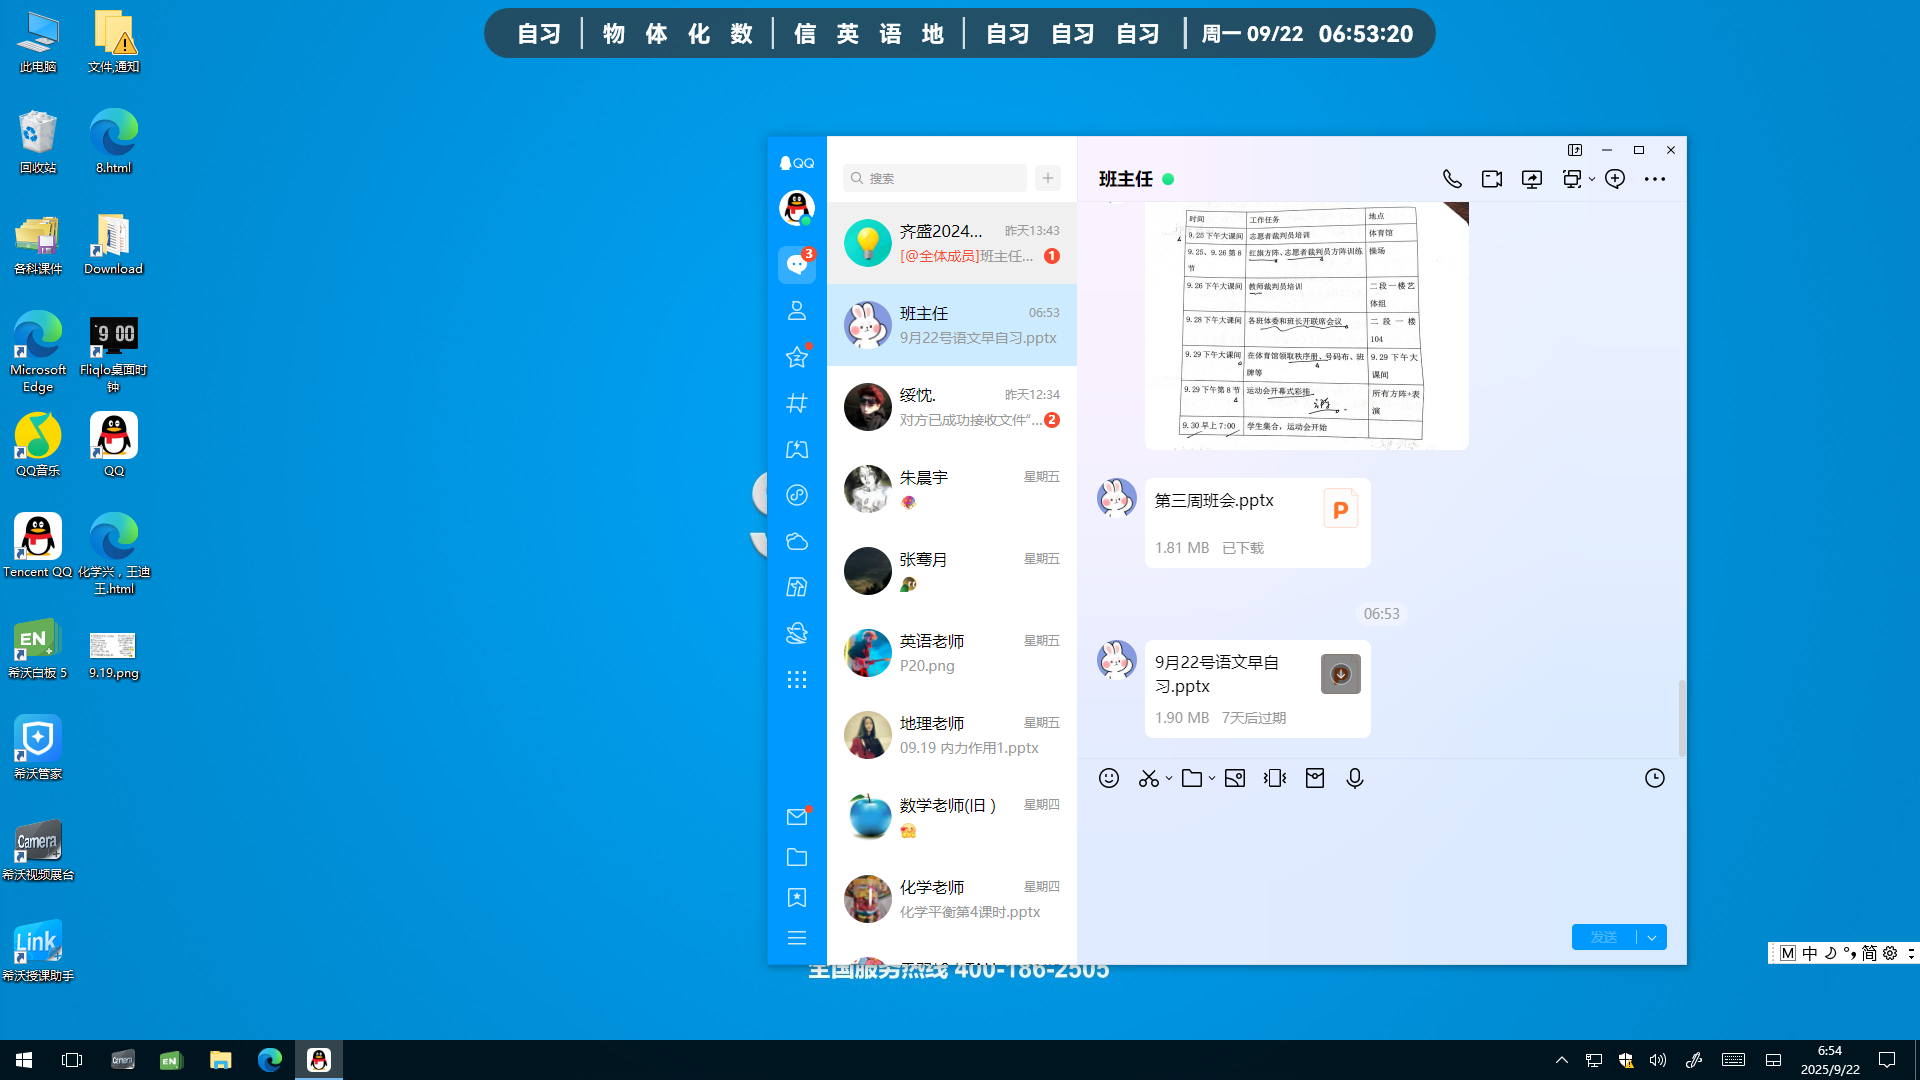 自习 物 体 化 数 信 英 语 地 自习 自习 自习 周一 09/22 06:53:20
此电脑
文件,通知
回收站
8.html
各科课件
Download
Microsoft Edge
9 00
Fliqlo桌面时钟
QQ音乐
QQ
Tencent QQ
化学兴，王迪王.html
EN
希沃白板 5
9.19.png
希沃管家
Camera
希沃视频展台
Link
希沃授课助手
QQ
3
搜索
齐盛2024... 昨天13:43
[@全体成员]班主任... 1
班主任 06:53
9月22号语文早自习.pptx
绥忱. 昨天12:34
对方已成功接收文件“... 2
朱晨宇 星期五
张骞月 星期五
英语老师 星期五
P20.png
地理老师 星期五
09.19 内力作用1.pptx
数学老师(旧 ) 星期四
化学老师 星期四
化学平衡第4课时.pptx
班主任
时间 工作任务 地点
9.25 下午大课间 志愿者裁判员培训 体育馆
9.25、9.26 第 8 节 红旗方阵、志愿者裁判员方阵训练 操场
9.26 下午大课间 教师裁判员培训 二段一楼艺体组
9.28 下午大课间 各班体委和班长开联席会议 二段一楼 104
9.29 下午大课间 在体育馆领取秩序册、号码布、班牌等 9.29 下午大课间
9.29 下午第 8 节 运动会开幕式彩排 所有方阵+表演
9.30 早上 7:00 学生集合，运动会开始
第三周班会.pptx
P
1.81 MB 已下载
06:53
9月22号语文早自
习.pptx
1.90 MB 7天后过期
发送
全国服务热线 400-186-2505
M 中 简
Camera
EN
6:54
2025/9/22